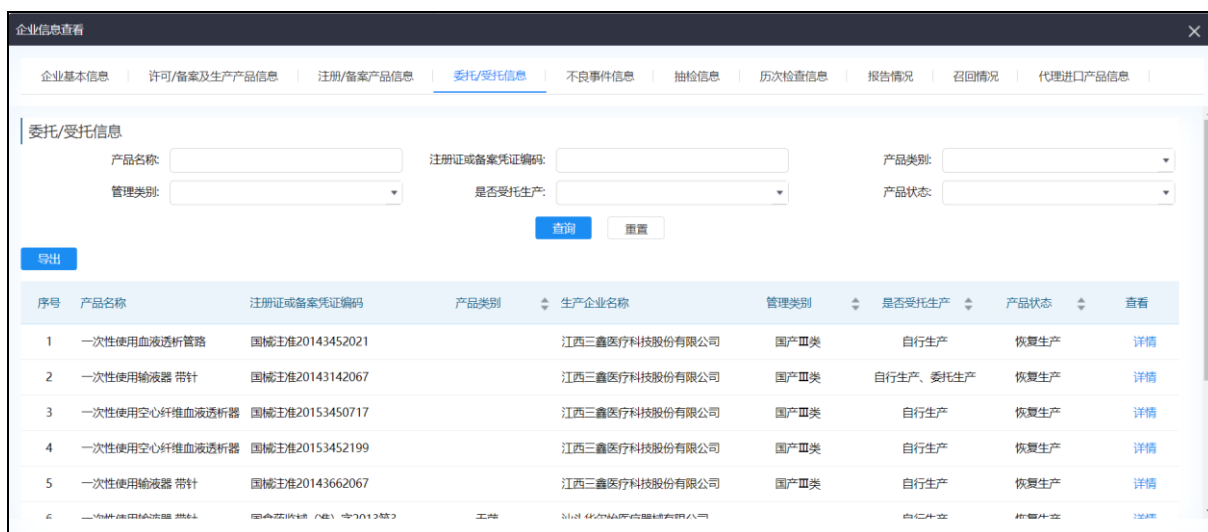 企业信息查看
企业基本信息 许可/备案及生产产品信息 注册/备案产品信息 委托/受托信息 不良事件信息 抽检信息 历次检查信息 报告情况 召回情况 代理进口产品信息
委托/受托信息
产品名称: 注册证或备案凭证编码: 产品类别:
管理类别: 是否受托生产: 产品状态:
查询 重置
导出
序号 产品名称 注册证或备案凭证编码 产品类别 生产企业名称 管理类别 是否受托生产 产品状态 查看
1 一次性使用血液透析管路 国械注准20143452021 江西三鑫医疗科技股份有限公司 国产Ⅲ类 自行生产 恢复生产 详情
2 一次性使用输液器 带针 国械注准20143142067 江西三鑫医疗科技股份有限公司 国产Ⅲ类 自行生产、委托生产 恢复生产 详情
3 一次性使用空心纤维血液透析器 国械注准20153450717 江西三鑫医疗科技股份有限公司 国产Ⅲ类 自行生产 恢复生产 详情
4 一次性使用空心纤维血液透析器 国械注准20153452199 江西三鑫医疗科技股份有限公司 国产Ⅲ类 自行生产 恢复生产 详情
5 一次性使用输液器 带针 国械注准20143662067 江西三鑫医疗科技股份有限公司 国产Ⅲ类 自行生产 恢复生产 详情